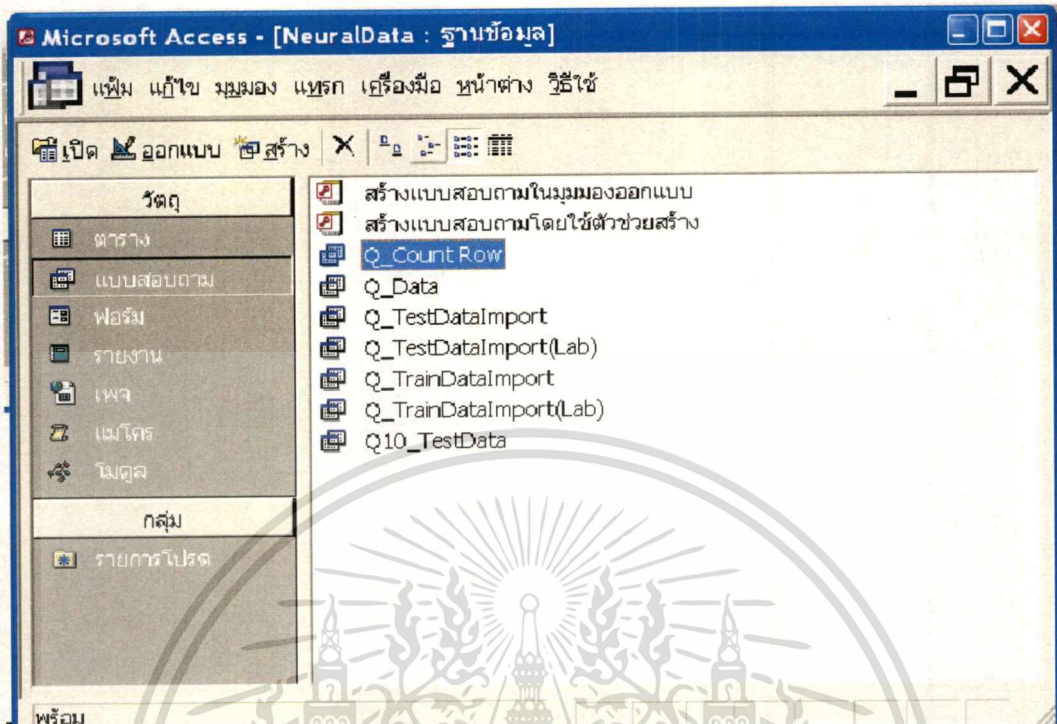 Microsoft Access - [NeuralData : ฐานข้อมูล]
แฟ้ม แก้ไข มุมมอง แทรก เครื่องมือ หน้าต่าง วิธีใช้
เปิด ออกแบบ สร้าง
วัตถุ
ตาราง
แบบสอบถาม
ฟอร์ม
รายงาน
เพจ
แมโคร
โมดูล
กลุ่ม
รายการโปรด
สร้างแบบสอบถามในมุมมองออกแบบ
สร้างแบบสอบถามโดยใช้ตัวช่วยสร้าง
Q_Count Row
Q_Data
Q_TestDataImport
Q_TestDataImport(Lab)
Q_TrainDataImport
Q_TrainDataImport(Lab)
Q10_TestData
พร้อม